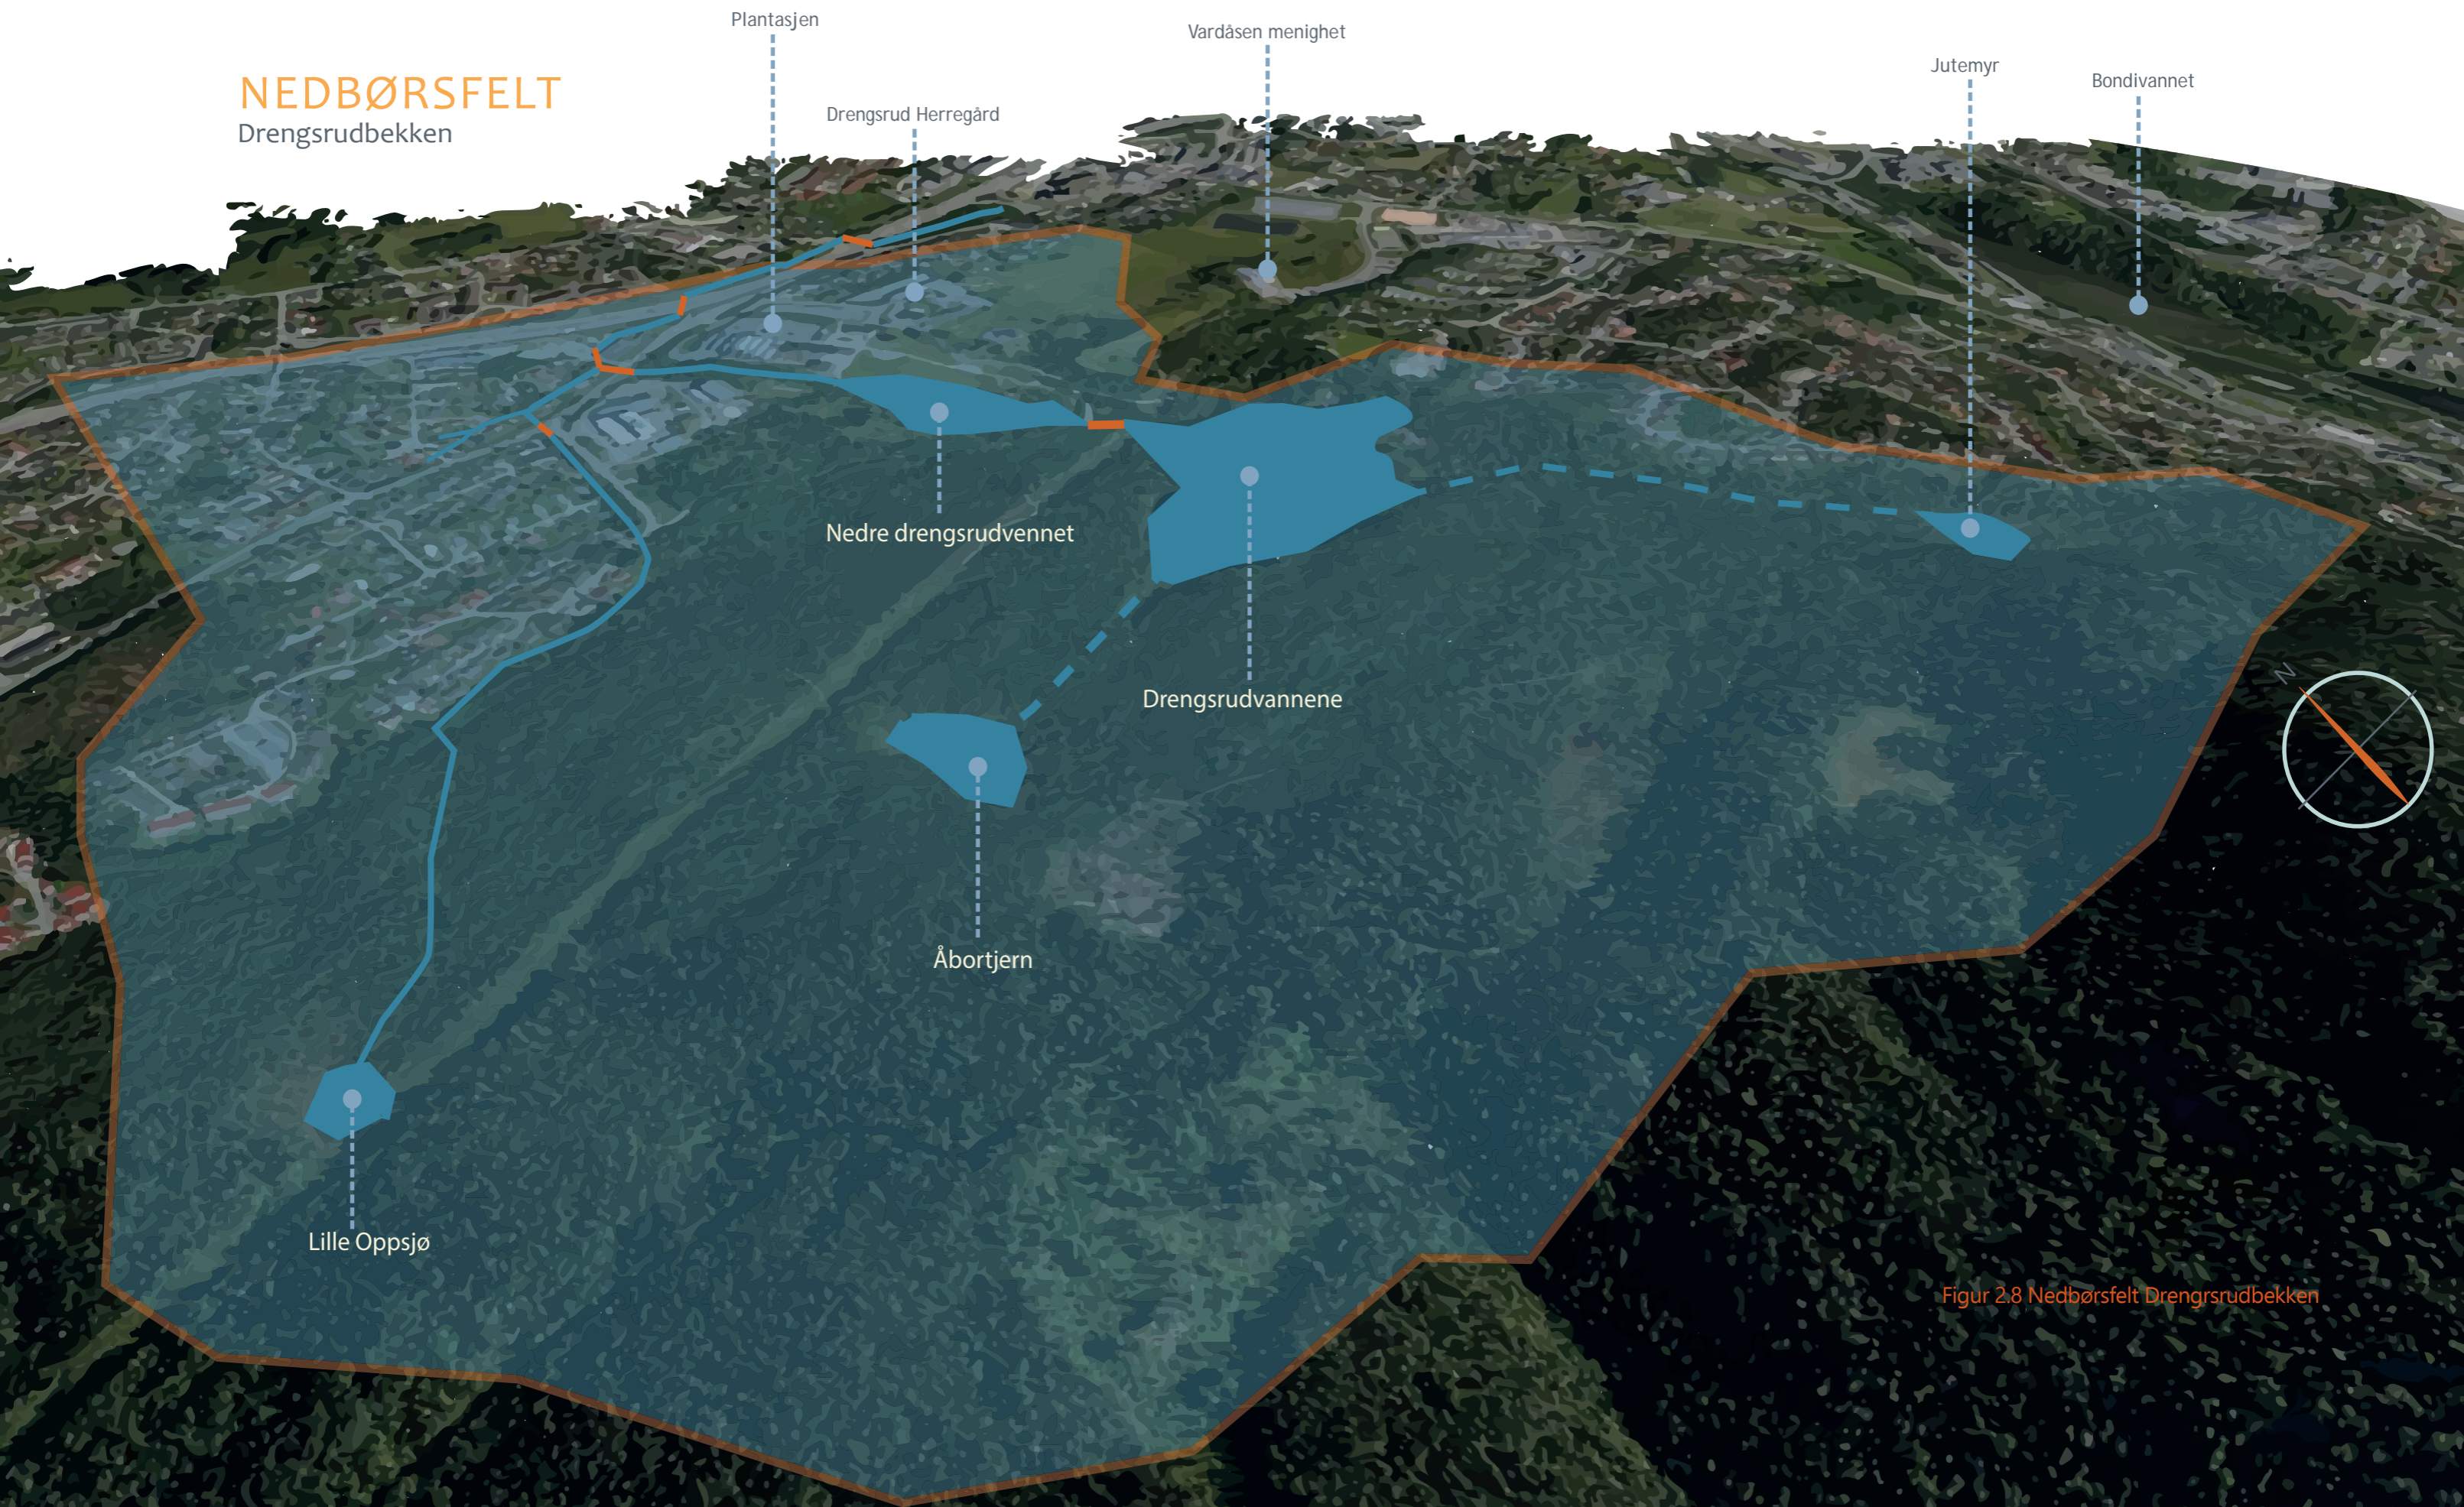 Plantasjen
Vardåsen menighet
Jutemyr
Bondivannet
NEDBØRSFELT
Drengsrudbekken
Drengsrud Herregård
Nedre drengsrudvennet
Drengsrudvannene
N
Åbortjern
Lille Oppsjø
Figur 2.8 Nedbørsfelt Drengrsrudbekken